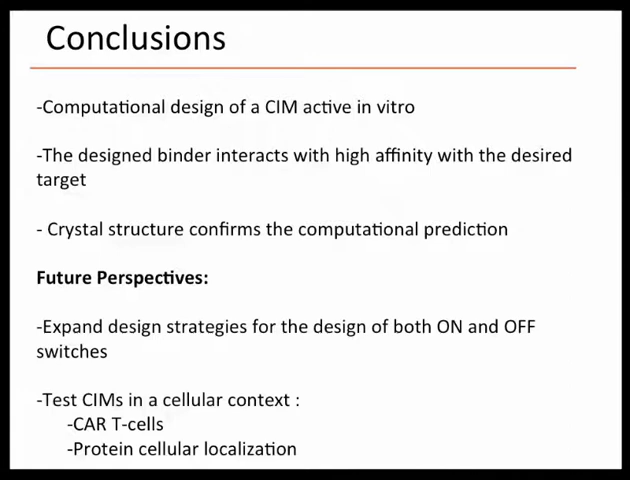 Conclusions
-Computational design of a CIM active in vitro
-The designed binder interacts with high affinity with the desired
target
- Crystal structure confirms the computational prediction
Future Perspectives:
-Expand design strategies for the design of both ON and OFF
switches
-Test CIMs in a cellular context :
-CAR T-cells
-Protein cellular localization